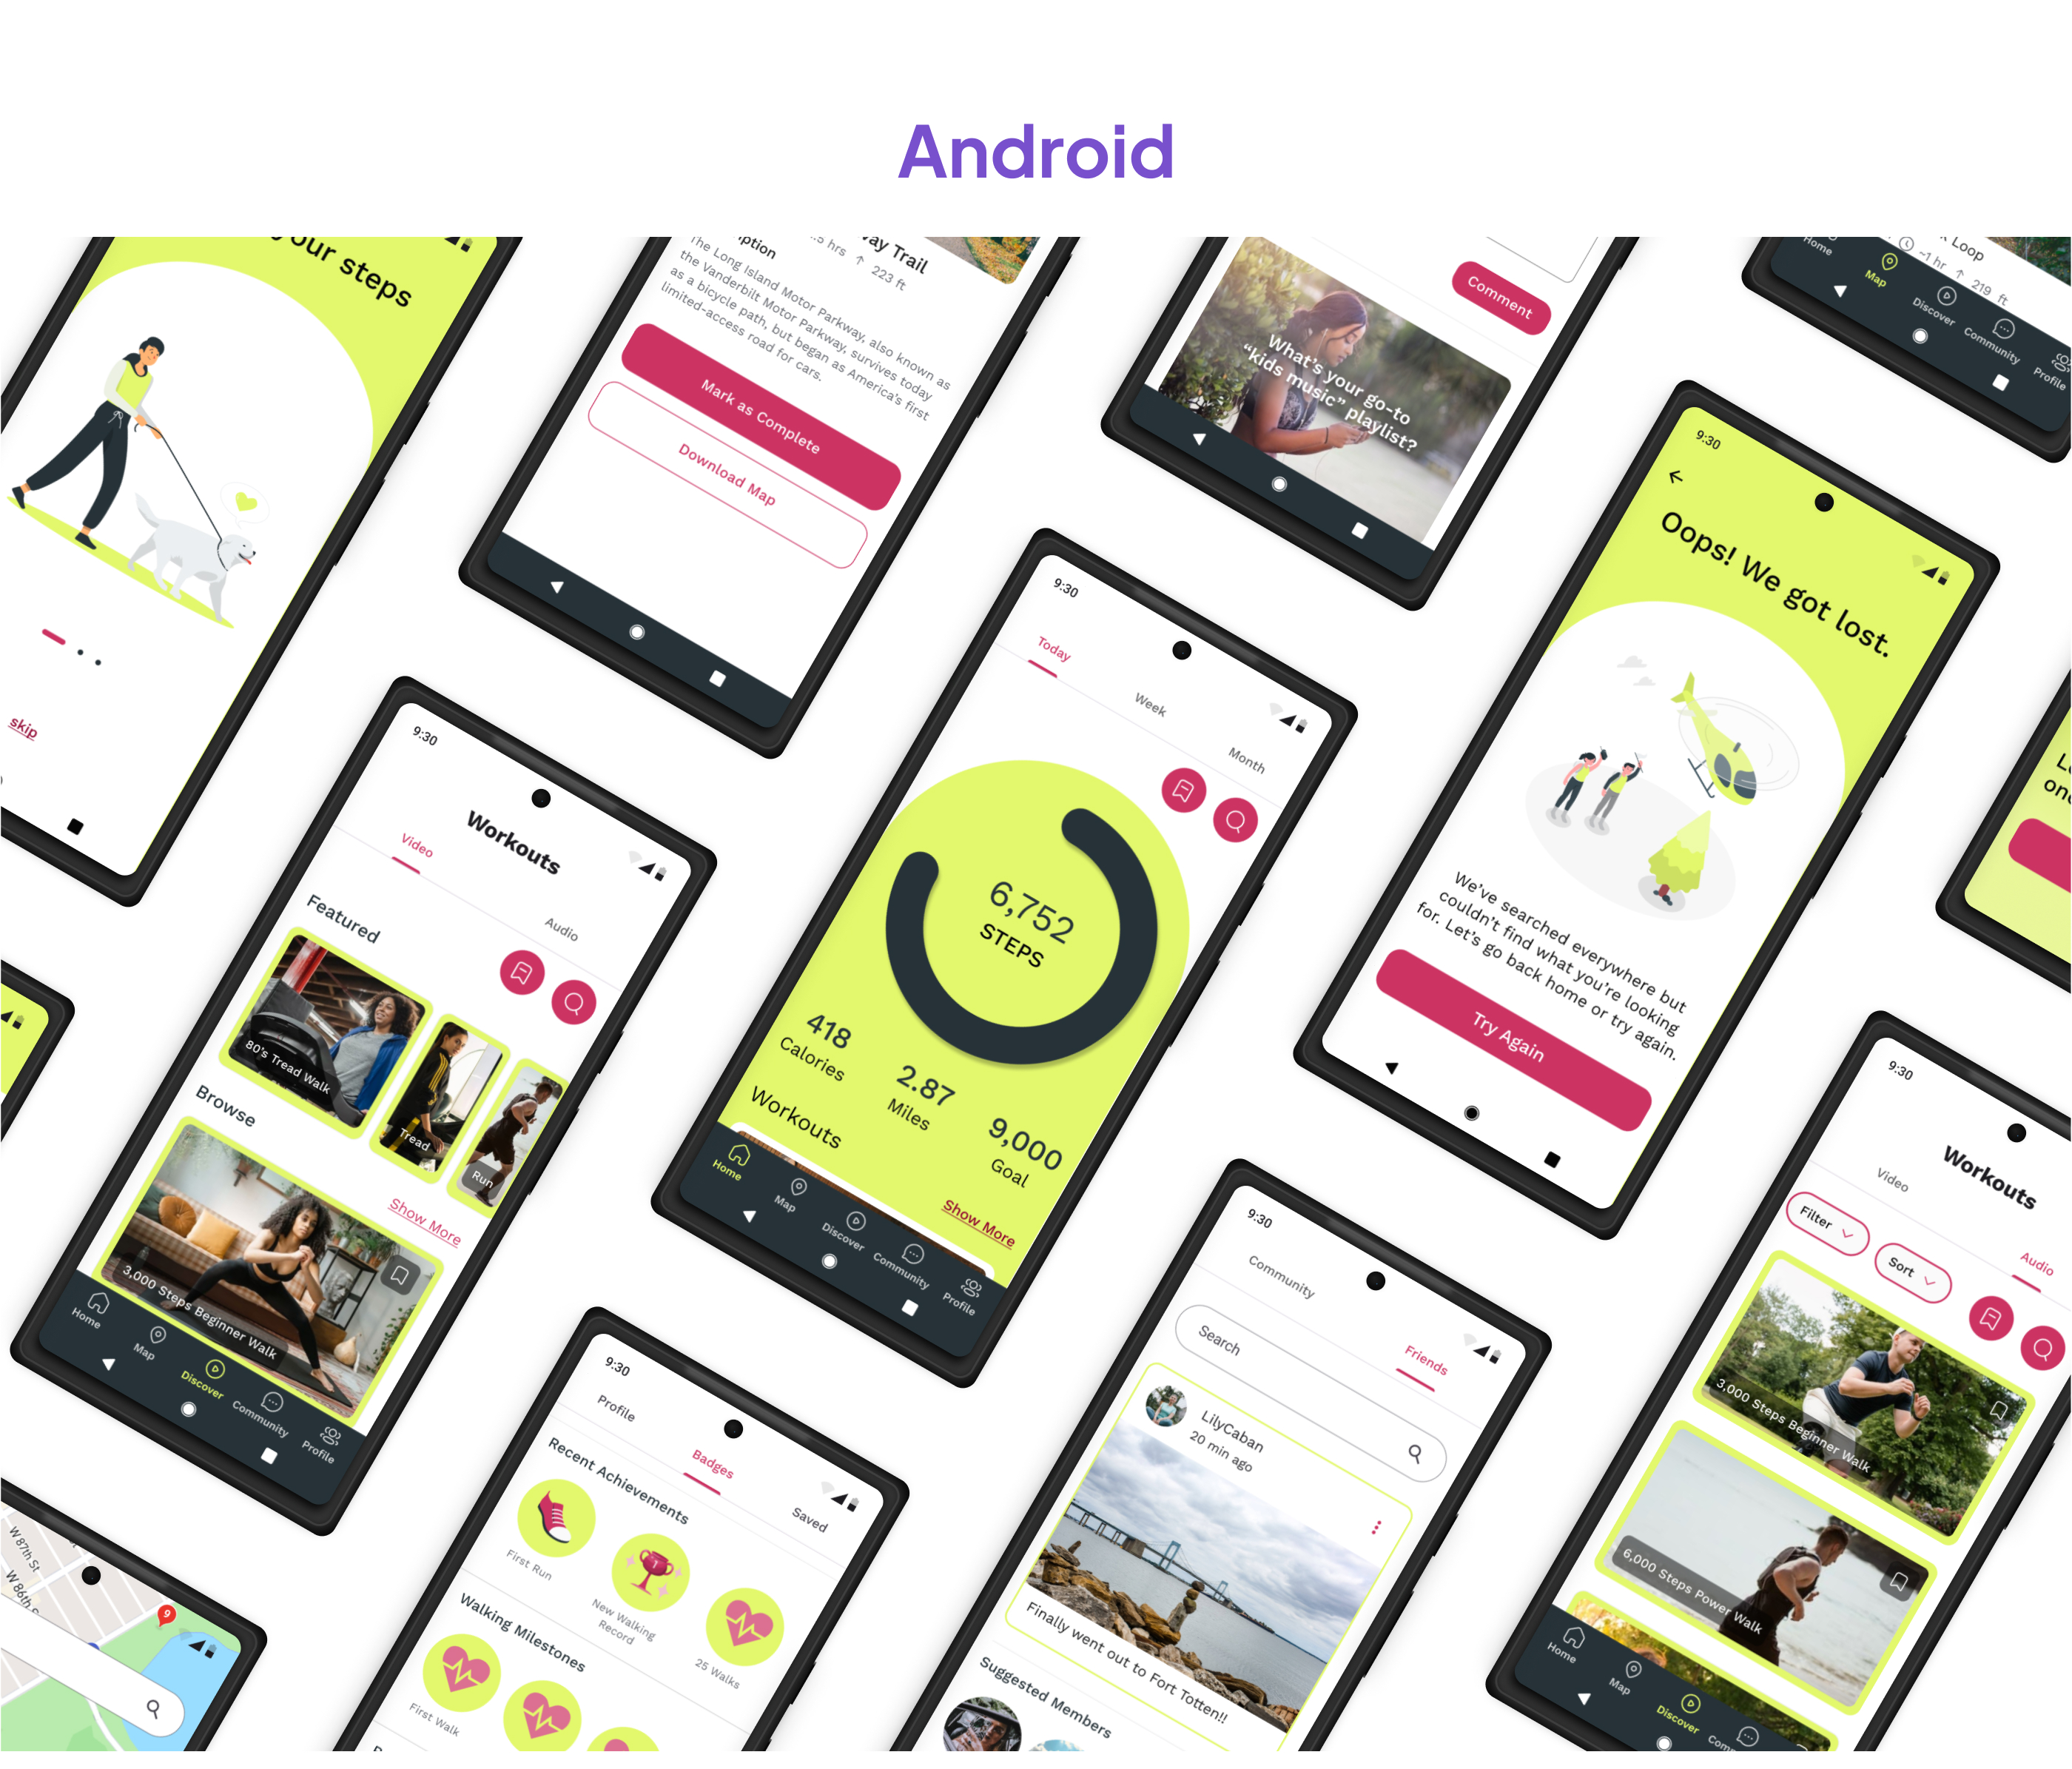 Android
our steps
skip
ay Trail
.5 hrs ↑ 223 ft
ption
The Long Island Motor Parkway, also known as
the Vanderbilt Motor Parkway, survives today
as a bicycle path, but began as America's first
limited-access road for cars.
Mark as Complete
Download Map
Comment
What's your go-to
“kids music” playlist?
Loop
~1 hr ↑ 219 ft
Home
Map
Discover
Community
Profile
9:30
Oops! We got lost.
We've searched everywhere but
couldn't find what you're looking
for. Let's go back home or try again.
Try Again
9:30
Today
Week
Month
6,752
STEPS
418
Calories
2.87
Miles
9,000
Goal
Workouts
Show More
Home
Map
Discover
Community
Profile
9:30
Workouts
Video
Audio
Featured
80's Tread Walk
Tread
Run
Browse
Show More
3,000 Steps Beginner Walk
Home
Map
Discover
Community
Profile
9:30
Workouts
Video
Audio
Filter
Sort
3,000 Steps Beginner Walk
6,000 Steps Power Walk
Home
Map
Discover
Comm
9:30
Community
Friends
Search
LilyCaban
20 min ago
Finally went out to Fort Totten!!
Suggested Members
9:30
Profile
Badges
Saved
Recent Achievements
First Run
New Walking
Record
25 Walks
Walking Milestones
First Walk
W 87th St
W 86th S
9